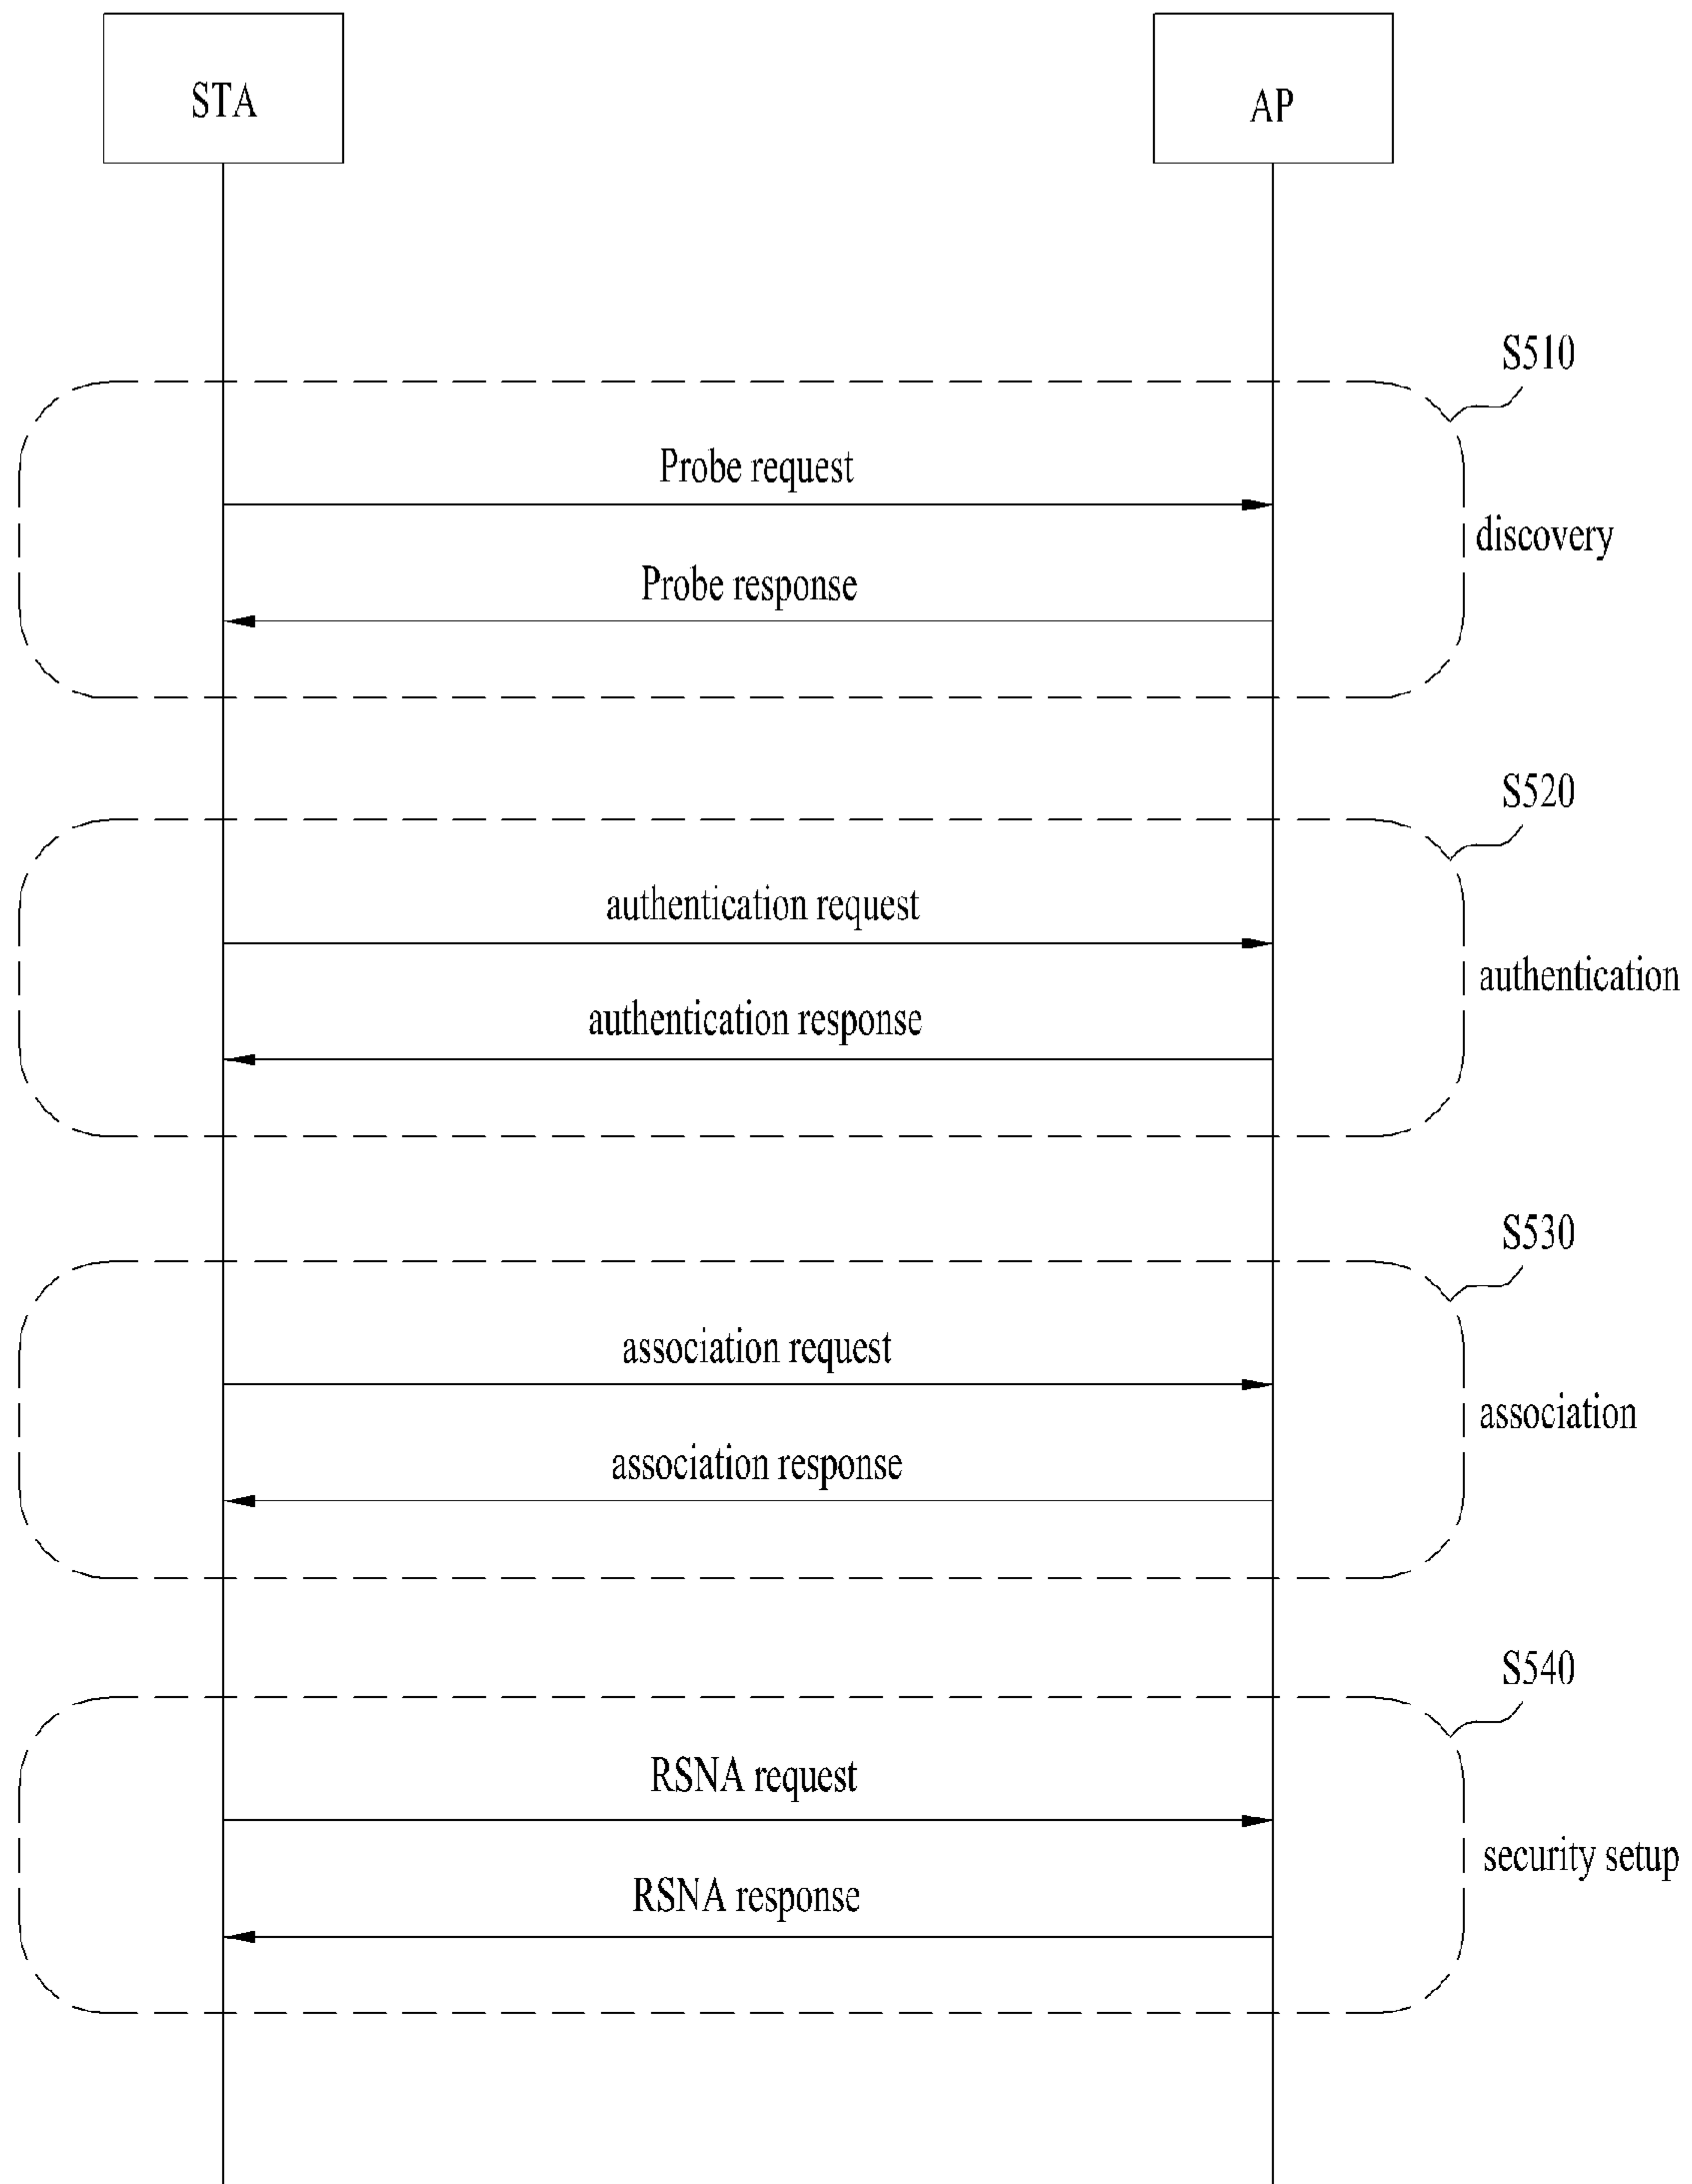 STA
AP
S510
Probe request
discovery
Probe response
S520
authentication request
authentication
authentication response
S530
association request
association
association response
S540
RSNA request
security setup
RSNA response